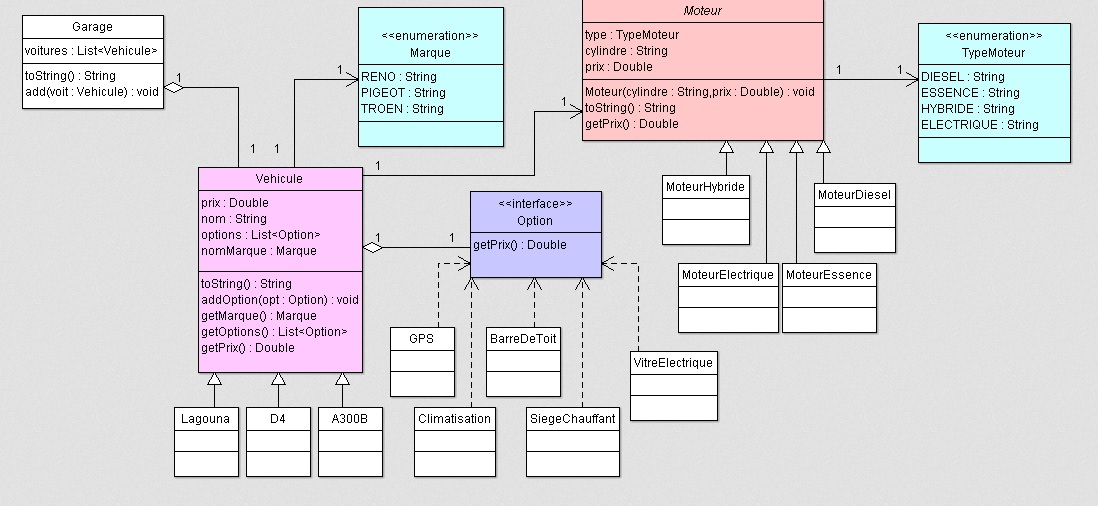 Garage
voitures : List<Vehicule>
toString() : String
add(voit : Vehicule) : void
1
1
<<enumeration>>
Marque
RENO : String
PIGEOT : String
TROEN : String
1
1
Moteur
type : TypeMoteur
cylindre : String
prix : Double
Moteur(cylindre : String,prix : Double) : void
toString() : String
getPrix() : Double
1
1
1
1
<<enumeration>>
TypeMoteur
DIESEL : String
ESSENCE : String
HYBRIDE : String
ELECTRIQUE : String
Vehicule
prix : Double
nom : String
options : List<Option>
nomMarque : Marque
toString() : String
addOption(opt : Option) : void
getMarque() : Marque
getOptions() : List<Option>
getPrix() : Double
1
1
<<interface>>
Option
getPrix() : Double
MoteurHybride
MoteurDiesel
MoteurElectrique
MoteurEssence
GPS
BarreDeToit
VitreElectrique
Lagouna
D4
A300B
Climatisation
SiegeChauffant